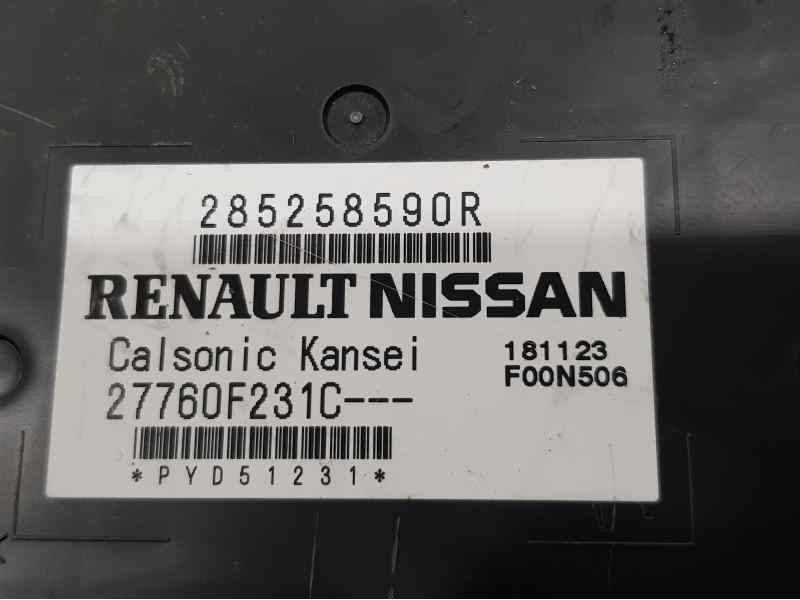 285258590R
RENAULT NISSAN
Calsonic Kansei
181123
27760F231C---
F00N506
*PYD51231*